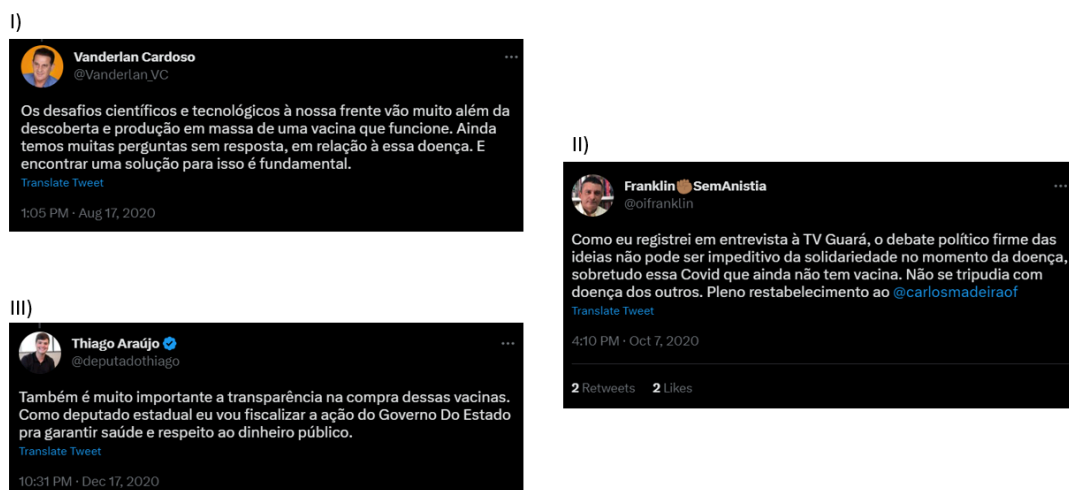 I)
Vanderlan Cardoso
@Vanderlan_VC
Os desafios científicos e tecnológicos à nossa frente vão muito além da
descoberta e produção em massa de uma vacina que funcione. Ainda
temos muitas perguntas sem resposta, em relação à essa doença. E
encontrar uma solução para isso é fundamental.
Translate Tweet
1:05 PM · Aug 17, 2020
II)
Franklin✊🏽SemAnistia
@oifranklin
Como eu registrei em entrevista à TV Guará, o debate político firme das
ideias não pode ser impeditivo da solidariedade no momento da doença,
sobretudo essa Covid que ainda não tem vacina. Não se tripudia com
doença dos outros. Pleno restabelecimento ao @carlosmadeiraof
Translate Tweet
4:10 PM · Oct 7, 2020
2 Retweets 2 Likes
III)
Thiago Araújo
@deputadothiago
Também é muito importante a transparência na compra dessas vacinas.
Como deputado estadual eu vou fiscalizar a ação do Governo Do Estado
pra garantir saúde e respeito ao dinheiro público.
Translate Tweet
10:31 PM · Dec 17, 2020